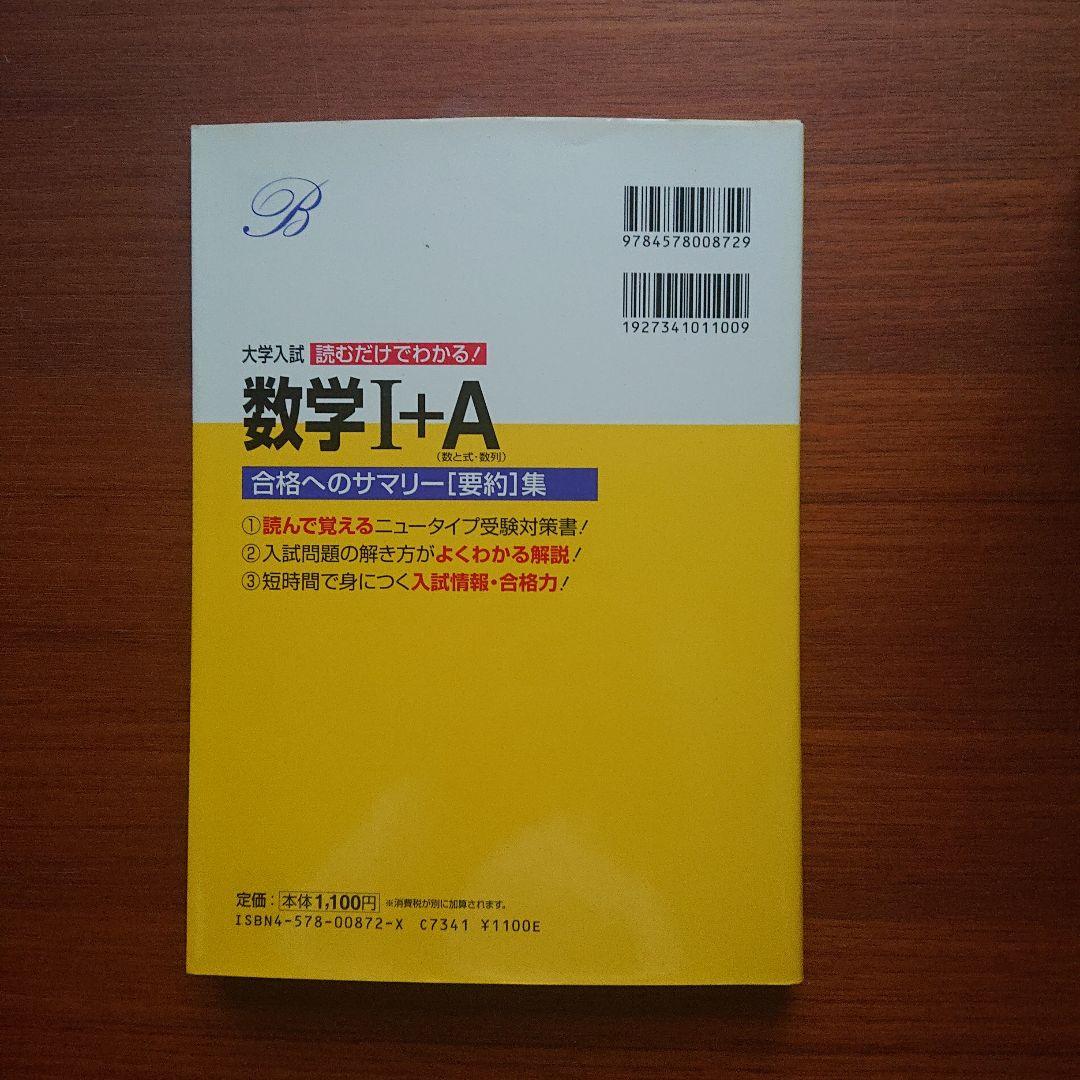 B
9784578008729
1927341011009
大学入試 読むだけでわかる!
数学I+A
(数と式・数列)
合格へのサマリー[要約]集
①読んで覚えるニュータイプ受験対策書!
②入試問題の解き方がよくわかる解説!
③短時間で身につく入試情報・合格力!
定価:本体1,100円 ※消費税が別に加算されます。
ISBN4-578-00872-X C7341 ¥1100E